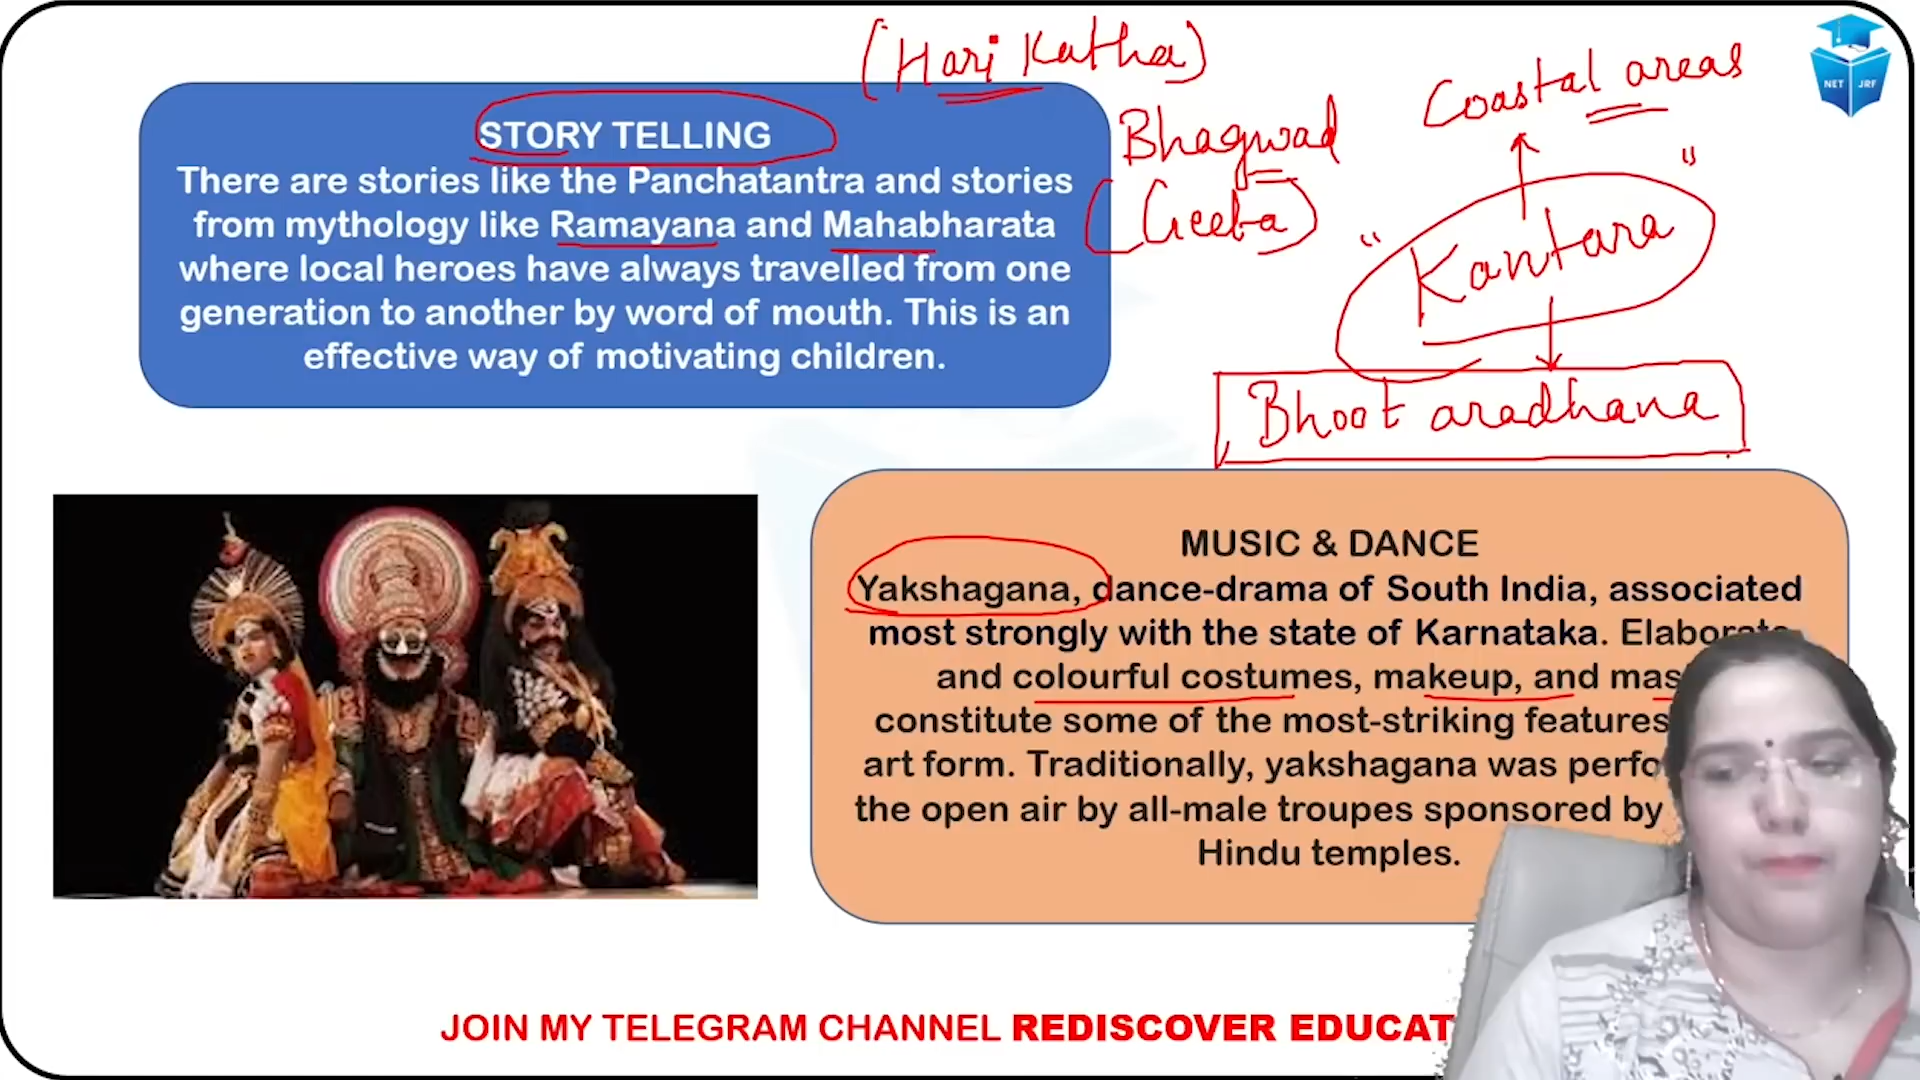 (Hari Katha)
Coastal areas
NET JRF
STORY TELLING
Bhagwad
There are stories like the Panchatantra and stories
(Geeta)
from mythology like Ramayana and Mahabharata
"Kantara"
where local heroes have always travelled from one
generation to another by word of mouth. This is an
effective way of motivating children.
Bhoot aradhana
MUSIC & DANCE
Yakshagana, dance-drama of South India, associated
most strongly with the state of Karnataka. Elaborate
and colourful costumes, makeup, and
constitute some of the most-striking features
art form. Traditionally, yakshagana was
the open air by all-male troupes sponsored by
Hindu temples.
JOIN MY TELEGRAM CHANNEL REDISCOVER